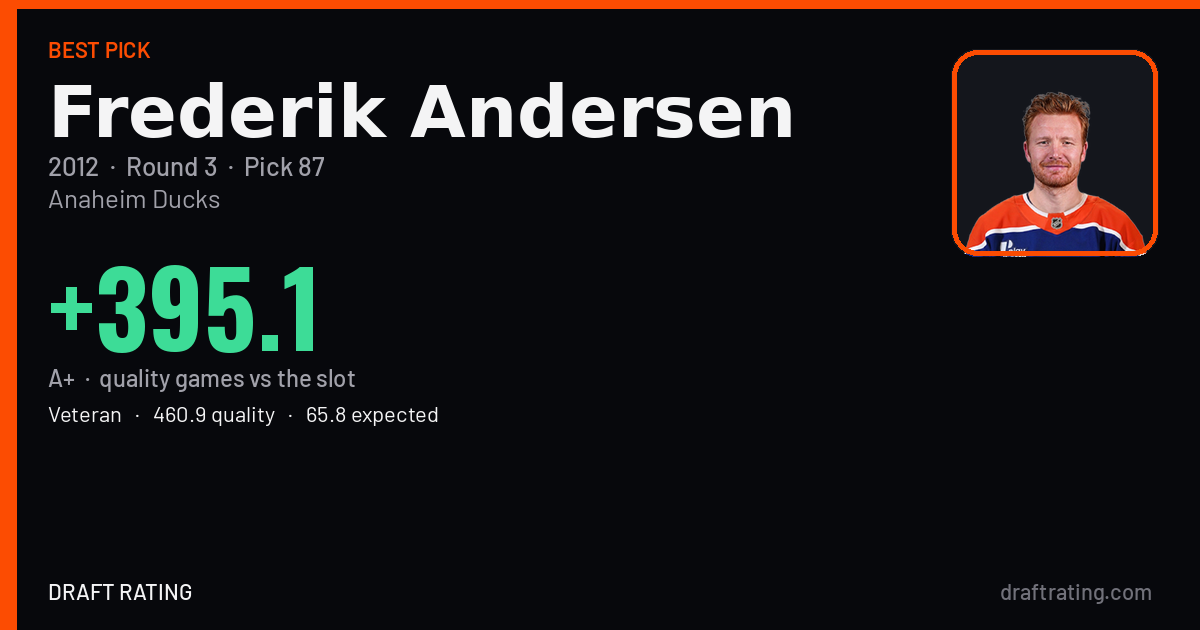 BEST PICK
Frederik Andersen
2012 · Round 3 · Pick 87
Anaheim Ducks
+395.1
A+ · quality games vs the slot
Veteran · 460.9 quality · 65.8 expected
DRAFT RATING
draftrating.com